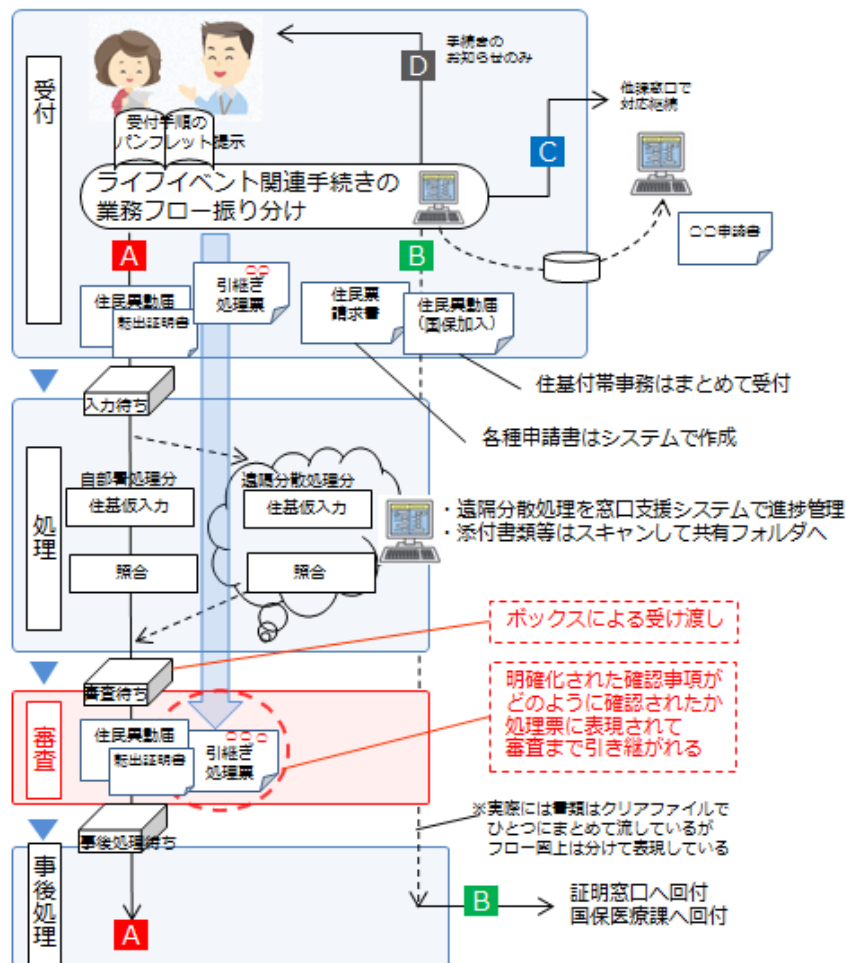 手続きの
お知らせのみ
D
他課窓口で
対応継続
受付
受付手順の
パンフレット提示
C
ライフイベント関連手続きの
業務フロー振り分け
〇〇申請書
A
B
〇〇
引継ぎ
処理票
住民異動届
転出証明書
住民票
請求書
住民異動届
(国保加入)
住基付帯事務はまとめて受付
入力待ち
各種申請書はシステムで作成
処理
自部署処理分
遠隔分散処理分
住基仮入力
住基仮入力
・遠隔分散処理を窓口支援システムで進捗管理
・添付書類等はスキャンして共有フォルダへ
照合
照合
ボックスによる受け渡し
審査待ち
明確化された確認事項が
どのように確認されたか
処理票に表現されて
審査まで引き継がれる
審査
住民異動届
転出証明書
〇〇〇
引継ぎ
処理票
※実際には書類はクリアファイルで
ひとつにまとめて流しているが
フロー図上は分けて表現している
事後処理待ち
事後処理
A
B
証明窓口へ回付
国保医療課へ回付